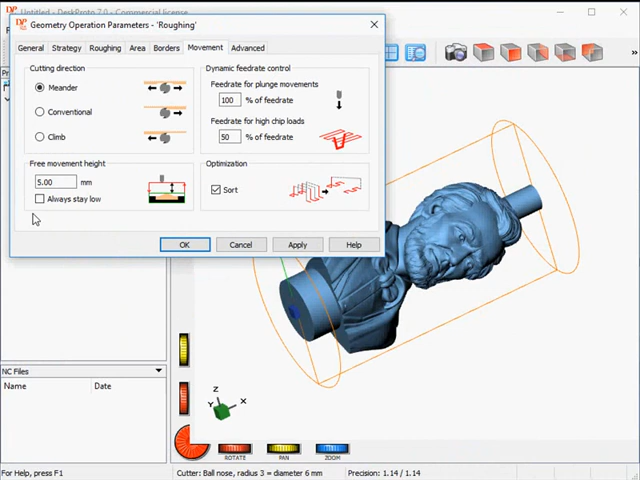 Untitled - DeskProto 7.0 - Commercial license
Geometry Operation Parameters - 'Roughing'
General
Strategy
Roughing
Area
Borders
Movement
Advanced
Cutting direction
Meander
Conventional
Climb
Dynamic feedrate control
Feedrate for plunge movements
100 % of feedrate
Feedrate for high chip loads
50 % of feedrate
Free movement height
5.00 mm
Always stay low
Optimization
Sort
OK
Cancel
Apply
Help
NC Files
Name
Date
Z
Y
X
ROTATE
PAN
ZOOM
For Help, press F1
Cutter: Ball nose, radius 3 = diameter 6 mm
Precision: 1.14 / 1.14